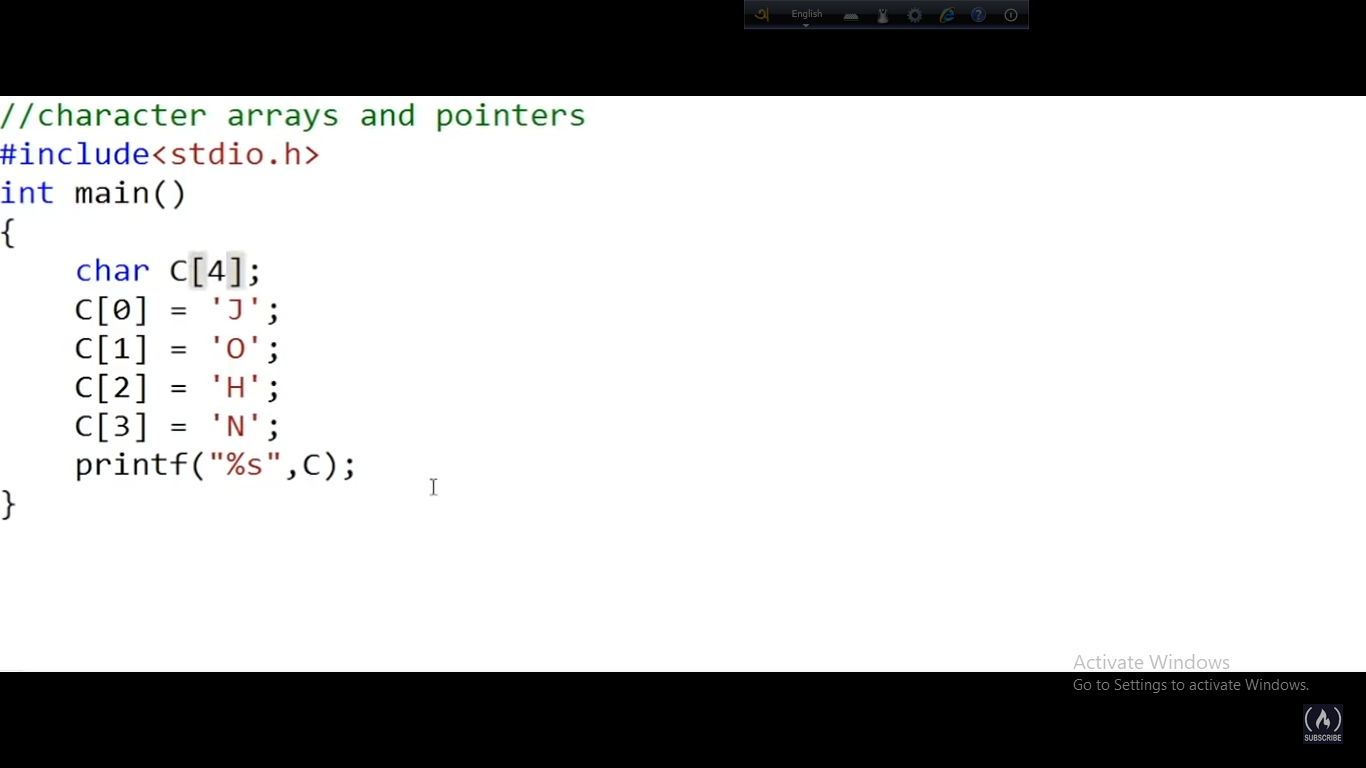 English
//character arrays and pointers
#include<stdio.h>
int main()
{
    char C[4];
    C[0] = 'J';
    C[1] = 'O';
    C[2] = 'H';
    C[3] = 'N';
    printf("%s",C);
}
Activate Windows
Go to Settings to activate Windows.
SUBSCRIBE